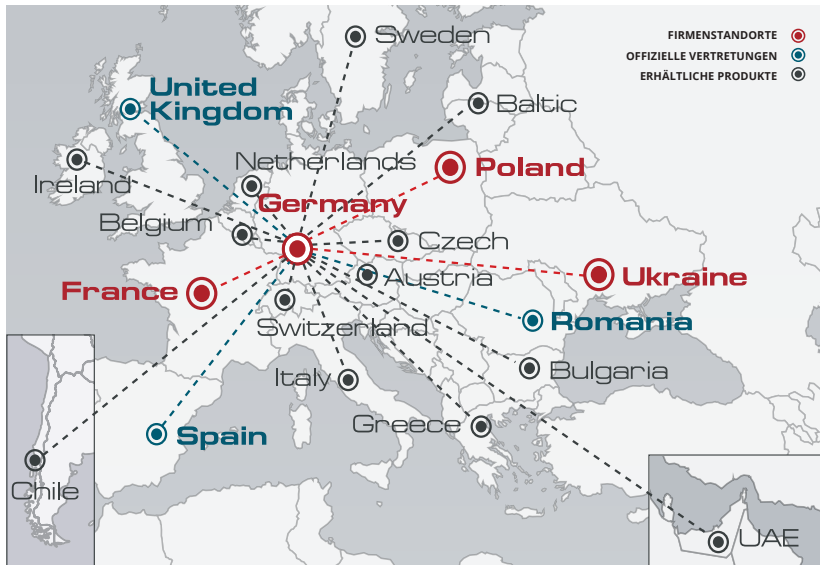 Sweden
FIRMENSTANDORTE
OFFIZIELLE VERTRETUNGEN
ERHÄLTLICHE PRODUKTE
United
Kingdom
Baltic
Netherlands
Poland
Ireland
Germany
Belgium
Czech
Austria
Ukraine
France
Switzerland
Romania
Italy
Bulgaria
Greece
Spain
Chile
UAE